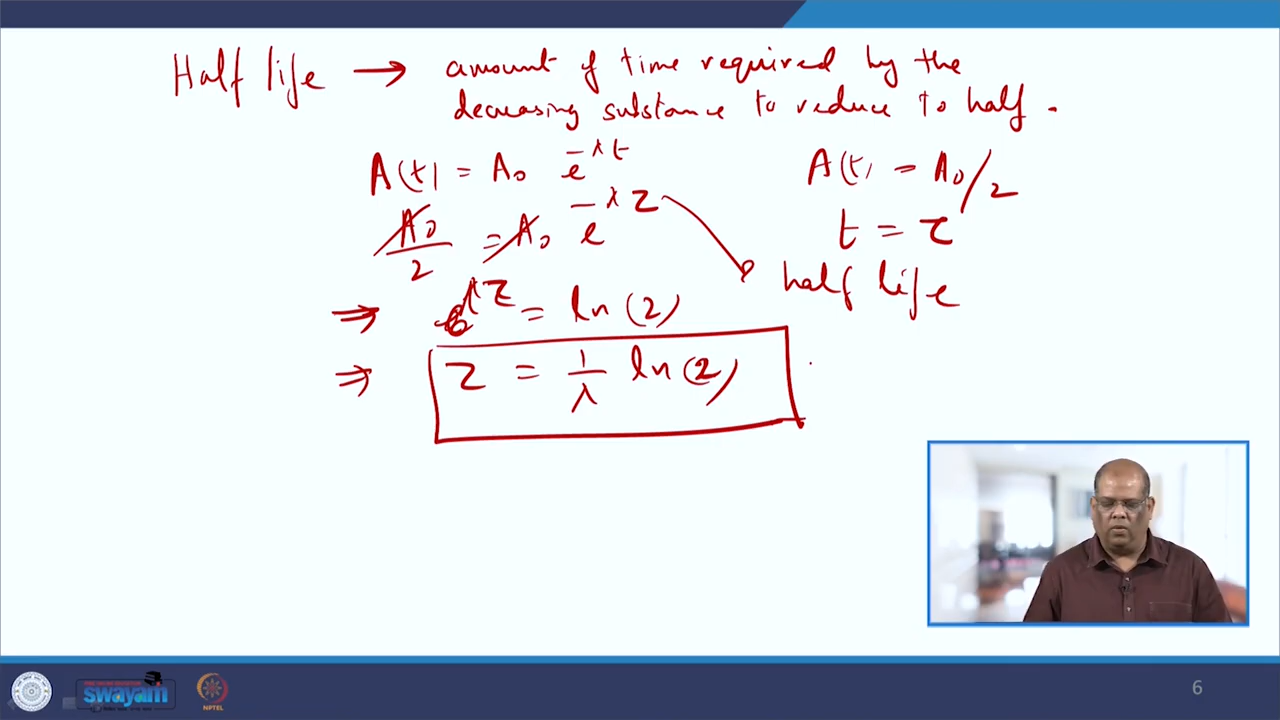 Half life → amount of time required by the
decreasing substance to reduce to half.
A(t) = A₀ e^{-λt} A(t) = A₀/2
A₀/2 = A₀ e^{-λτ} t = τ
half life
⇒ λτ = ln(2)
⇒ τ = 1/λ ln(2)
swayam
NPTEL
6